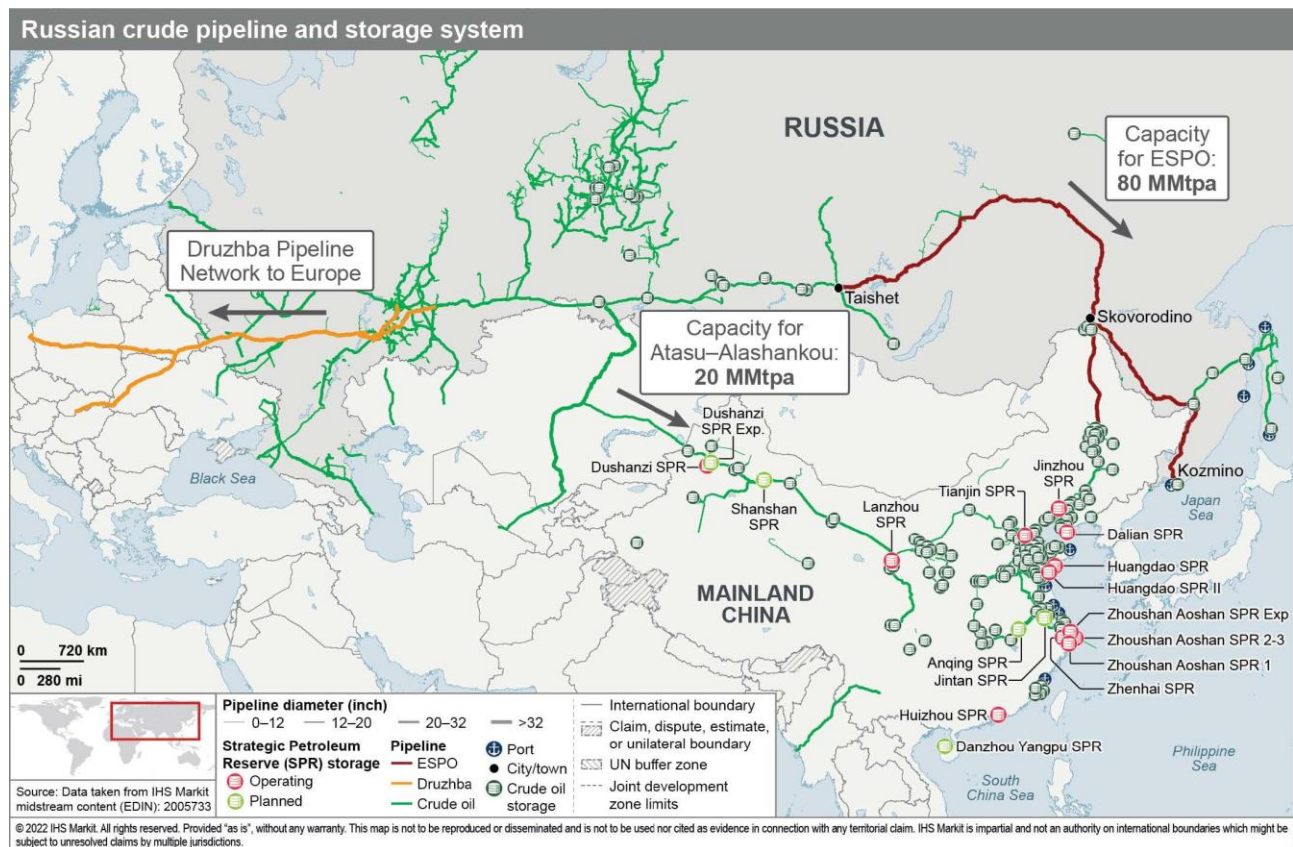 Russian crude pipeline and storage system
RUSSIA
Capacity
for ESPO:
80 MMtpa
Druzhba Pipeline
Network to Europe
Taishet
Skovorodino
Capacity for
Atasu–Alashankou:
20 MMtpa
Dushanzi
SPR Exp.
Dushanzi SPR
Black Sea
Shanshan
SPR
Lanzhou
SPR
Tianjin SPR
Jinzhou
SPR
Kozmino
Japan
Sea
Dalian SPR
Huangdao SPR
Huangdao SPR II
MAINLAND
CHINA
Zhoushan Aoshan SPR Exp
Zhoushan Aoshan SPR 2-3
Zhoushan Aoshan SPR 1
Zhenhai SPR
Anqing SPR
Jintan SPR
Huizhou SPR
Danzhou Yangpu SPR
South
China Sea
Philippine
Sea
0 720 km
0 280 mi
Pipeline diameter (inch)
0–12 12–20 20–32 >32
Strategic Petroleum
Reserve (SPR) storage
Operating
Planned
Pipeline
ESPO
Druzhba
Crude oil
Port
City/town
Crude oil
storage
International boundary
Claim, dispute, estimate,
or unilateral boundary
UN buffer zone
Joint development
zone limits
Source: Data taken from IHS Markit
midstream content (EDIN): 2005733
© 2022 IHS Markit. All rights reserved. Provided "as is", without any warranty. This map is not to be reproduced or disseminated and is not to be used nor cited as evidence in connection with any territorial claim. IHS Markit is impartial and not an authority on international boundaries which might be
subject to unresolved claims by multiple jurisdictions.